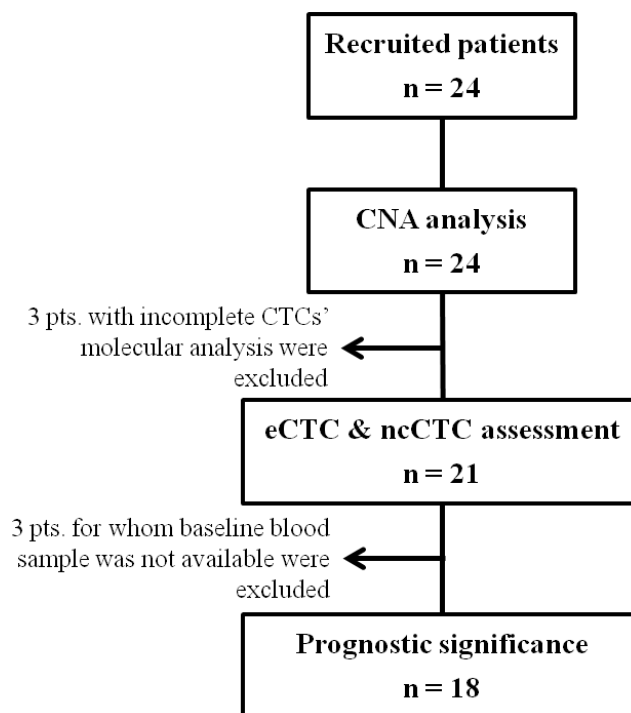 Recruited patients
n = 24
CNA analysis
n = 24
3 pts. with incomplete CTCs’
molecular analysis were
excluded
eCTC & ncCTC assessment
n = 21
3 pts. for whom baseline blood
sample was not available were
excluded
Prognostic significance
n = 18